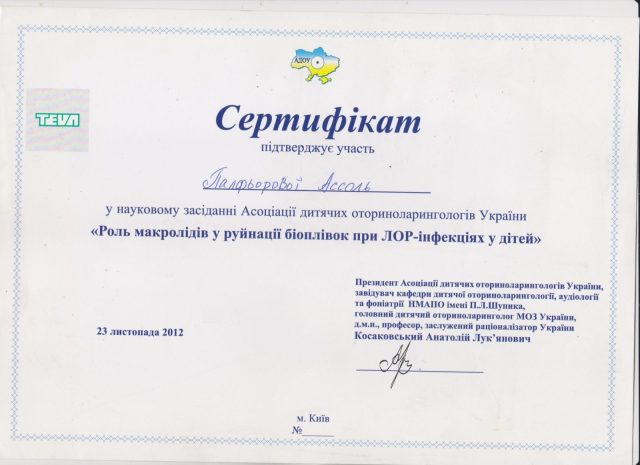 АДОУ
TEVA
Сертифікат
підтверджує участь
Палфьорової Ассоль
у науковому засіданні Асоціації дитячих оториноларингологів України
«Роль макролідів у руйнації біоплівок при ЛОР-інфекціях у дітей»
Президент Асоціації дитячих оториноларингологів України,
завідувач кафедри дитячої оториноларингології, аудіології
та фоніатрії НМАПО імені П.Л.Шупика,
головний дитячий оториноларинголог МОЗ України,
д.м.н., професор, заслужений раціоналізатор України
Косаковський Анатолій Лук’янович
23 листопада 2012
м. Київ
№